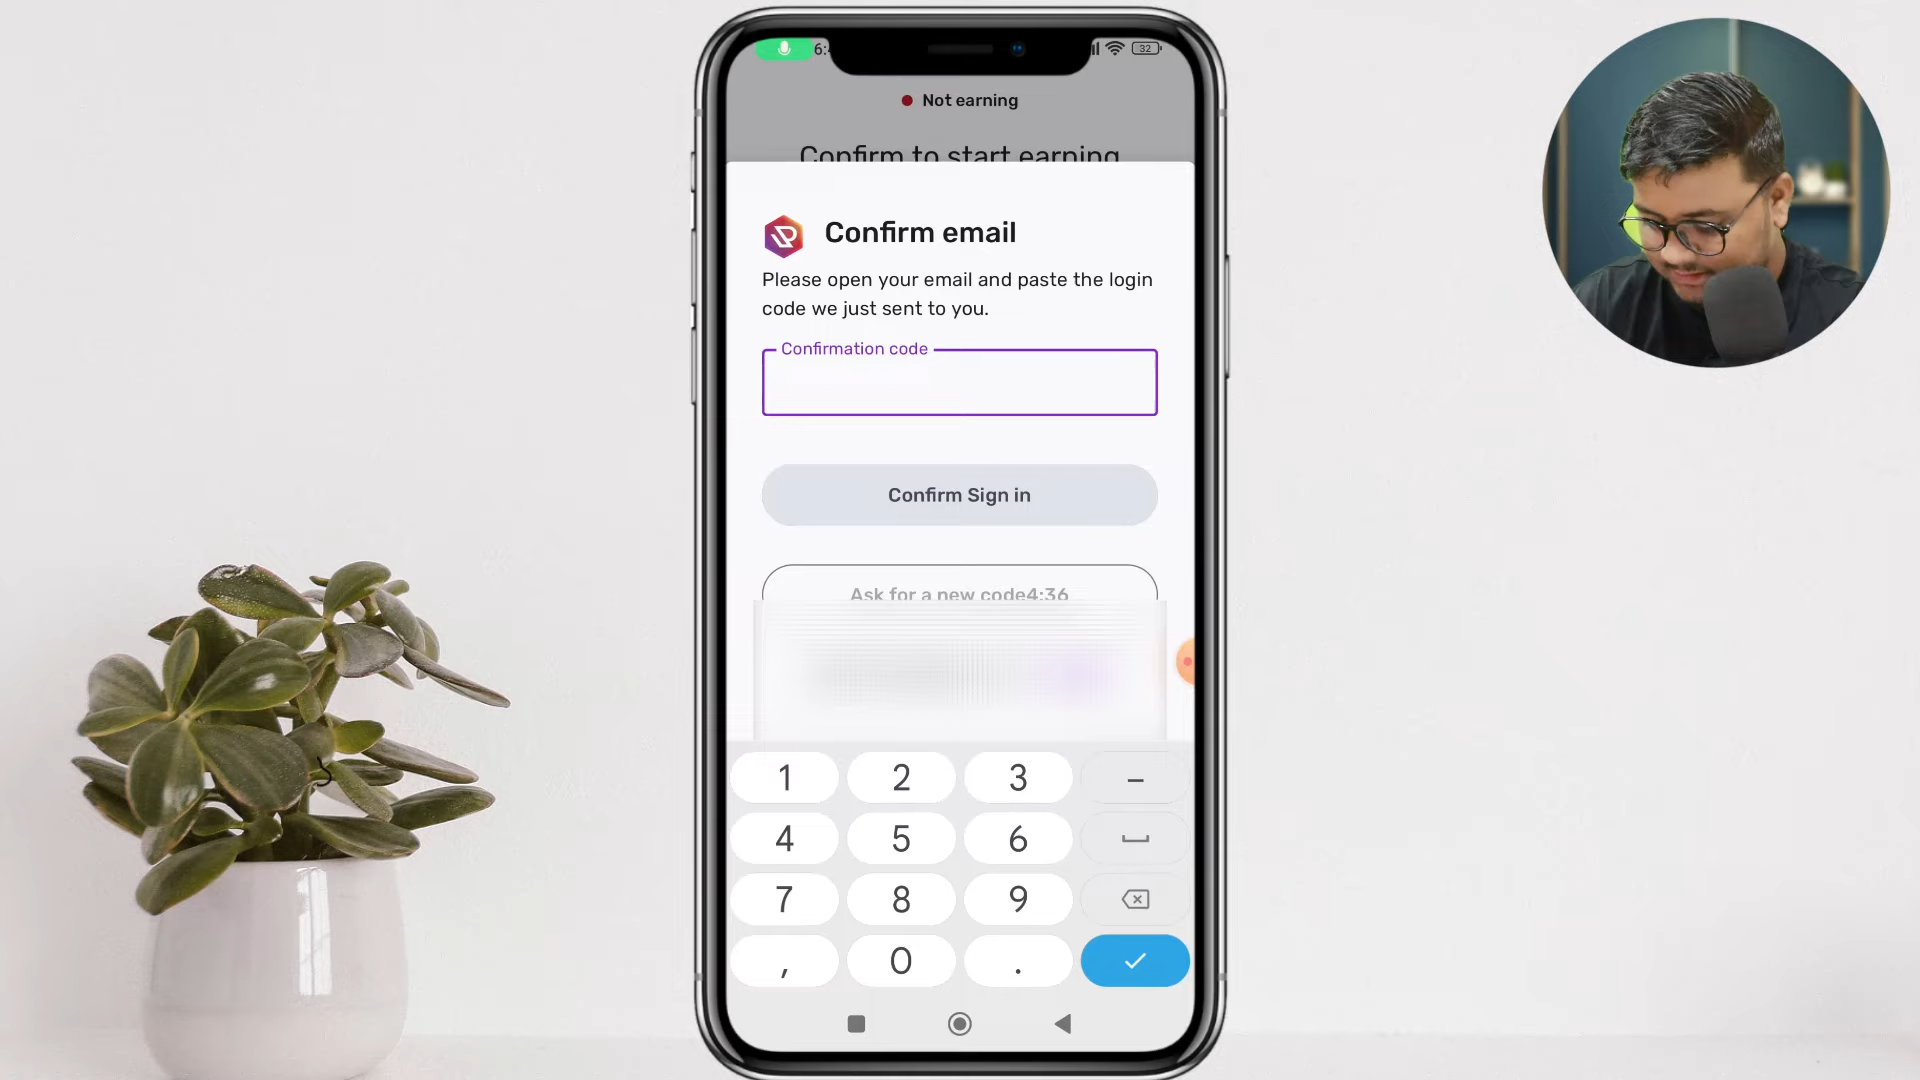 6:
32
Not earning
Confirm to start earning
Confirm email
Please open your email and paste the login
code we just sent to you.
Confirmation code
Confirm Sign in
Ask for a new code4:36
1 2 3 –
4 5 6
7 8 9
, 0 .